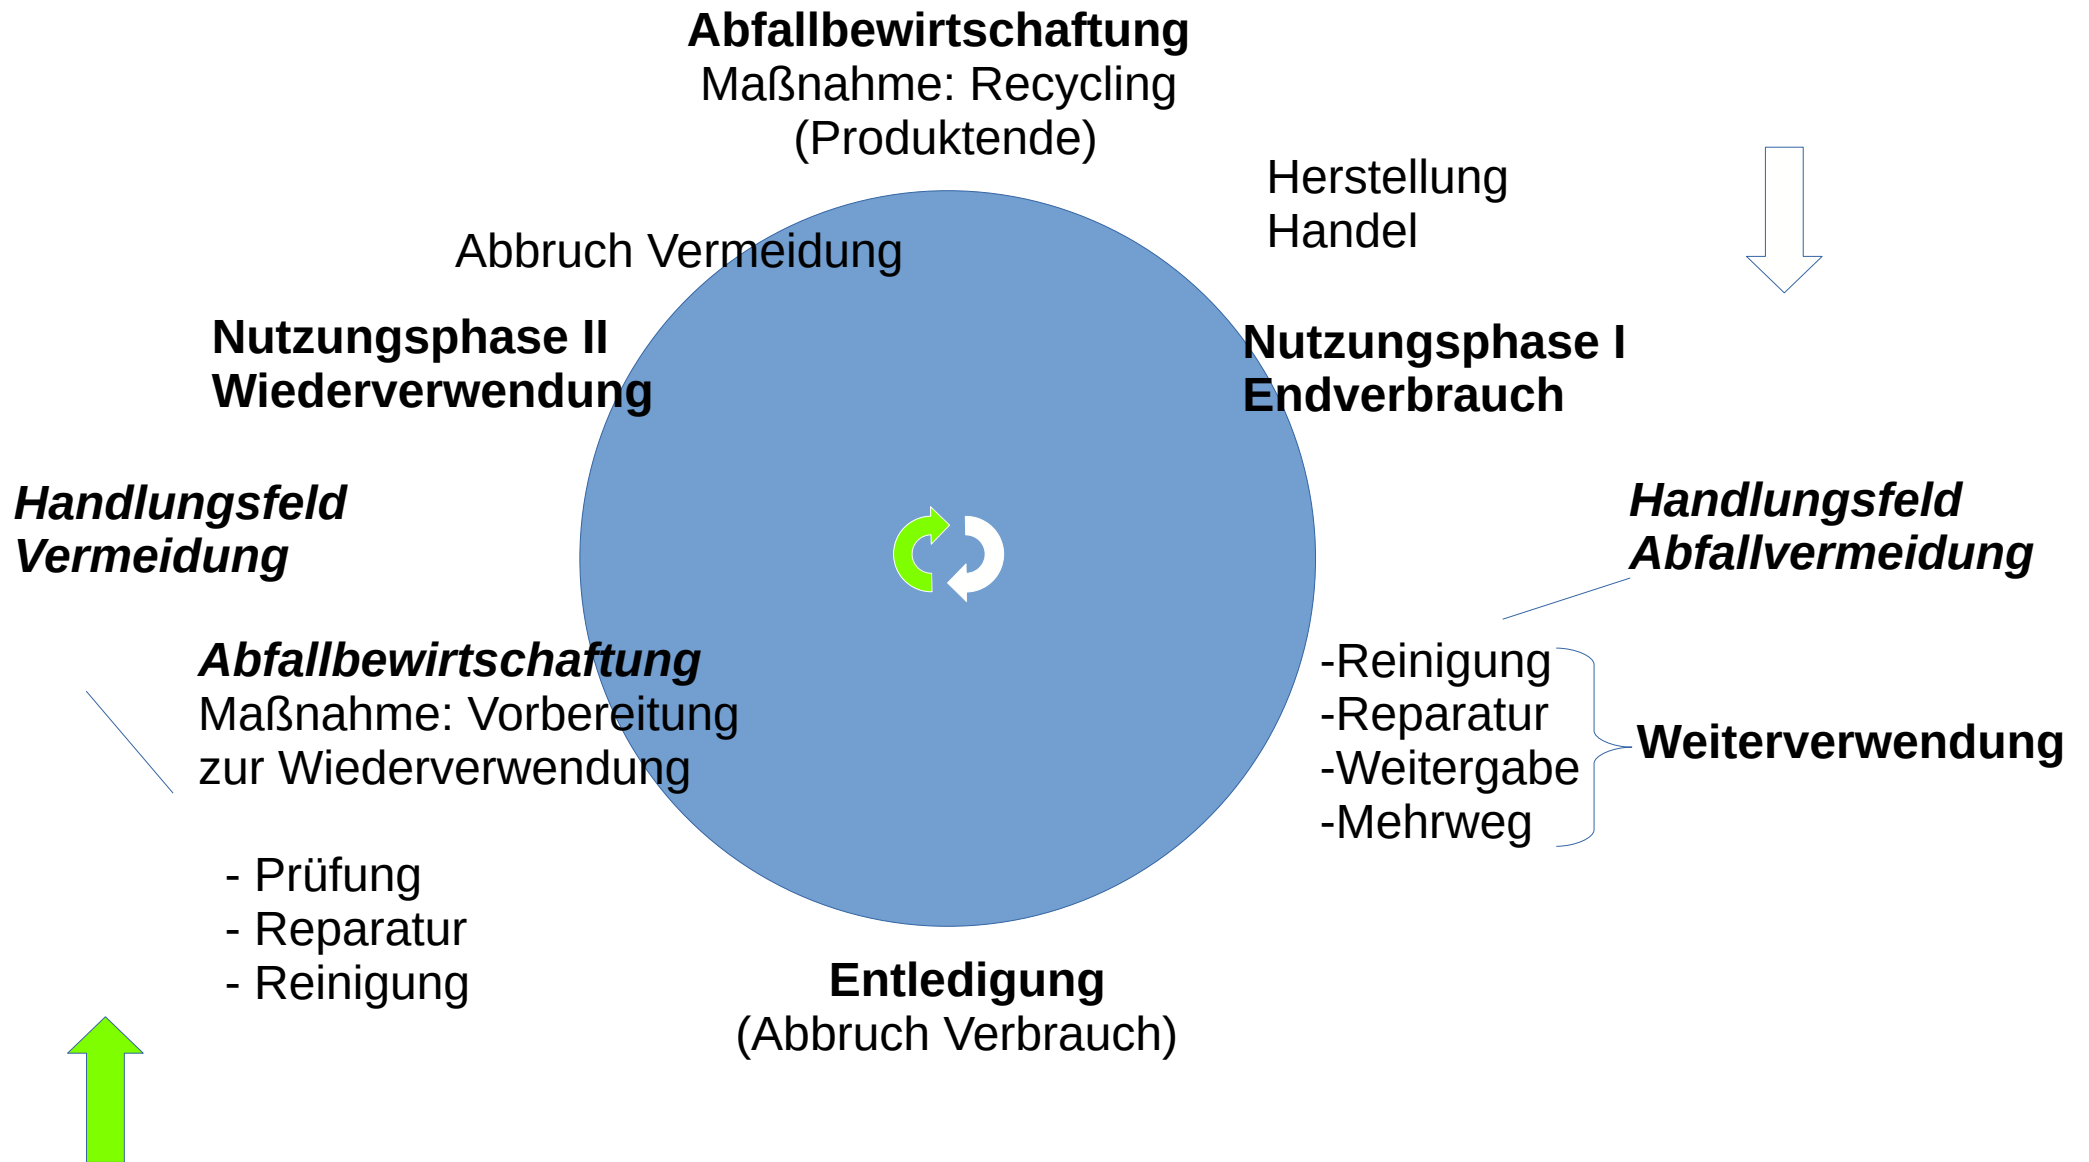 Abfallbewirtschaftung
Maßnahme: Recycling
(Produktende)
Herstellung
Handel
Abbruch Vermeidung
Nutzungsphase II
Wiederverwendung
Nutzungsphase I
Endverbrauch
Handlungsfeld
Vermeidung
Handlungsfeld
Abfallvermeidung
Abfallbewirtschaftung
Maßnahme: Vorbereitung
zur Wiederverwendung
- Prüfung
- Reparatur
- Reinigung
-Reinigung
-Reparatur
-Weitergabe
-Mehrweg
Weiterverwendung
Entledigung
(Abbruch Verbrauch)